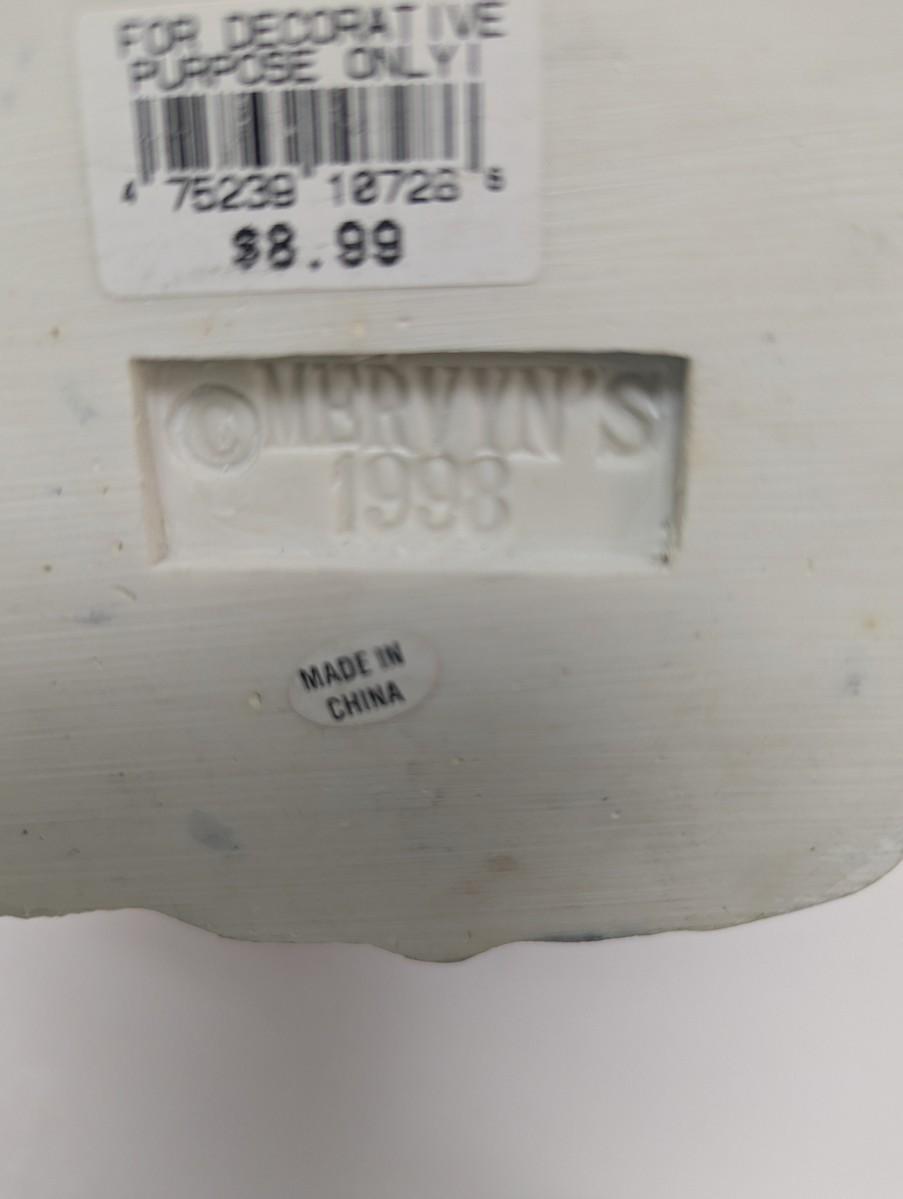 FOR DECORATIVE
PURPOSE ONLY!
4 75239 10726 6
$8.99
©MERVYN'S
1998
MADE IN
CHINA